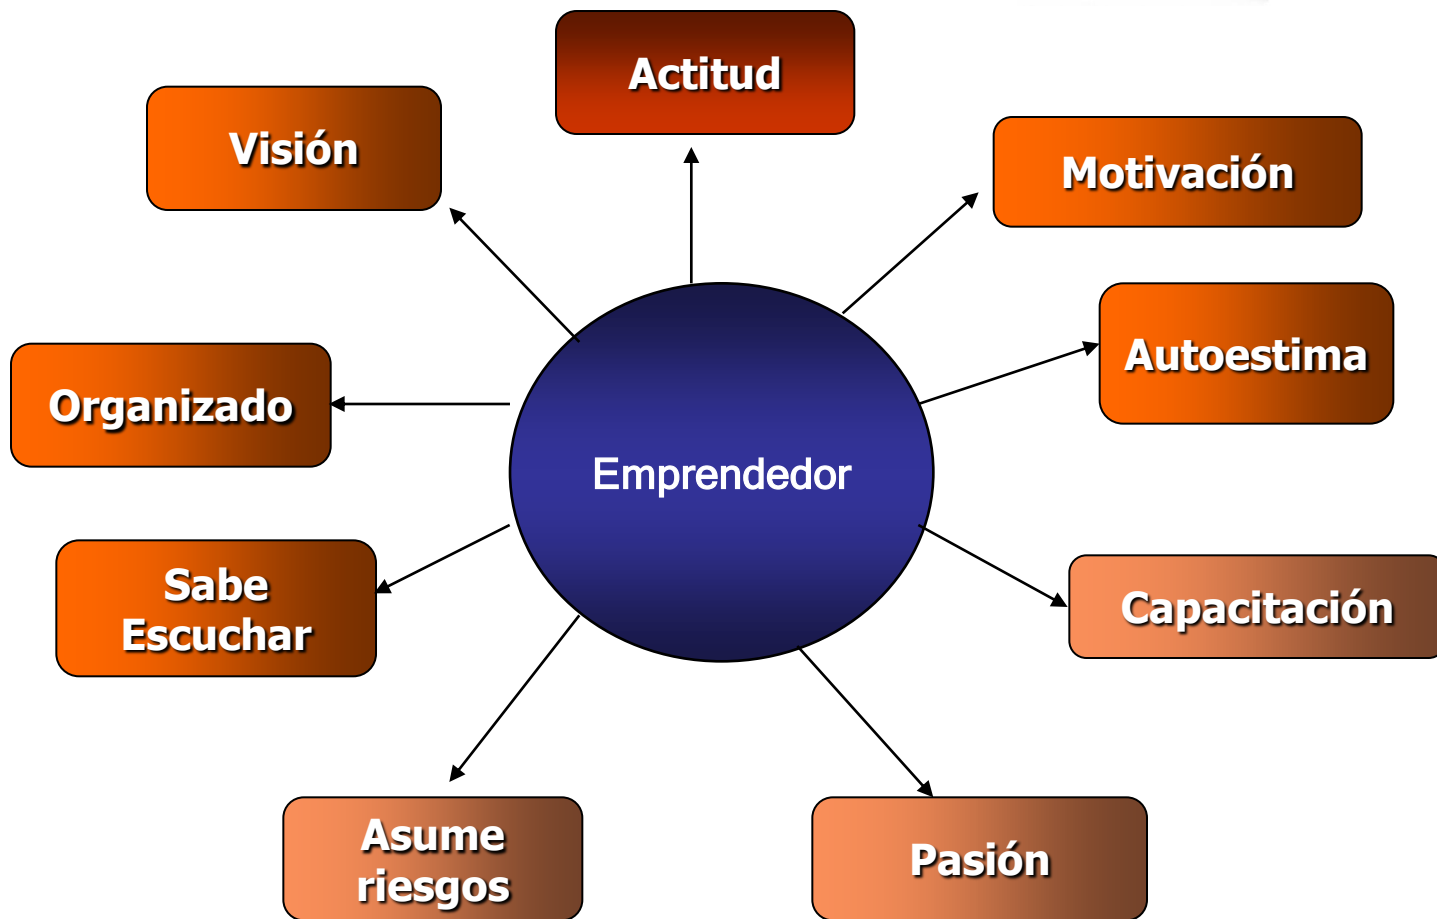 Actitud
Visión
Motivación
Autoestima
Organizado
Emprendedor
Sabe
Escuchar
Capacitación
Asume
riesgos
Pasión